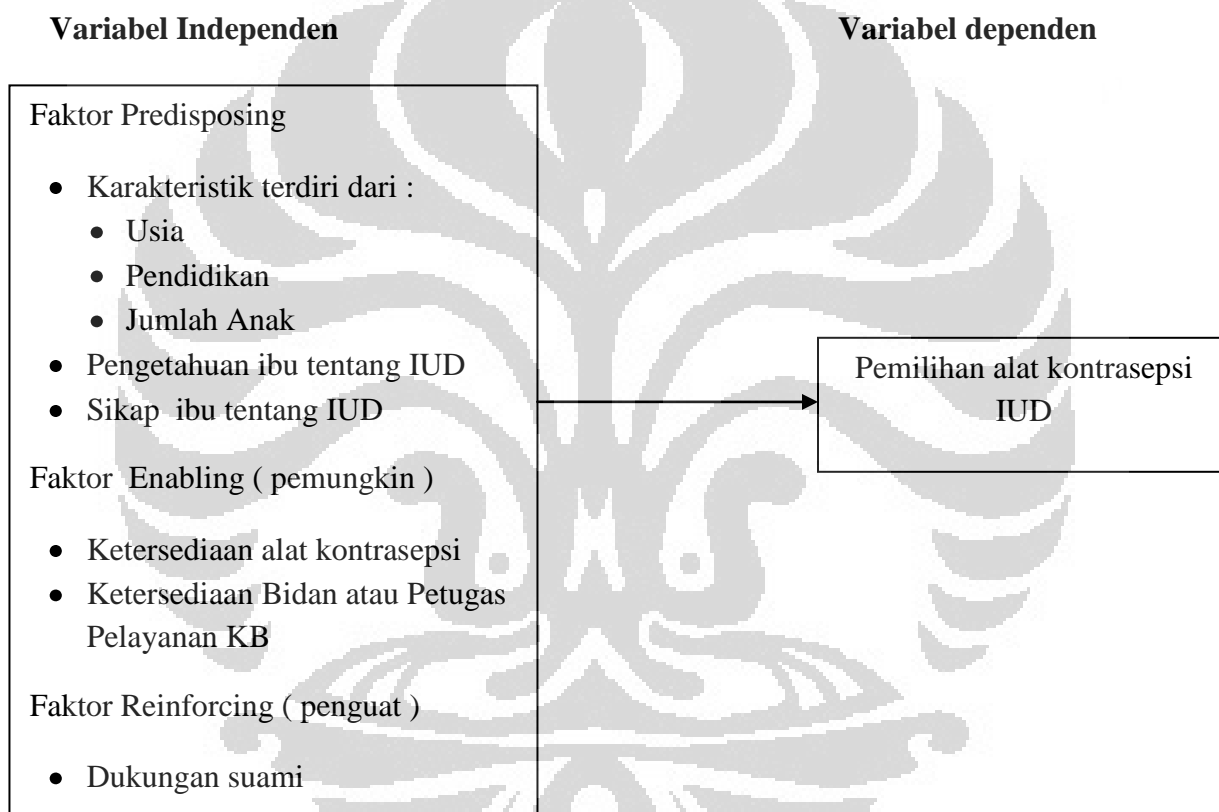 Variabel Independen
Variabel dependen
Faktor Predisposing
• Karakteristik terdiri dari :
• Usia
• Pendidikan
• Jumlah Anak
• Pengetahuan ibu tentang IUD
• Sikap ibu tentang IUD
Faktor Enabling ( pemungkin )
• Ketersediaan alat kontrasepsi
• Ketersediaan Bidan atau Petugas
Pelayanan KB
Faktor Reinforcing ( penguat )
• Dukungan suami
Pemilihan alat kontrasepsi
IUD